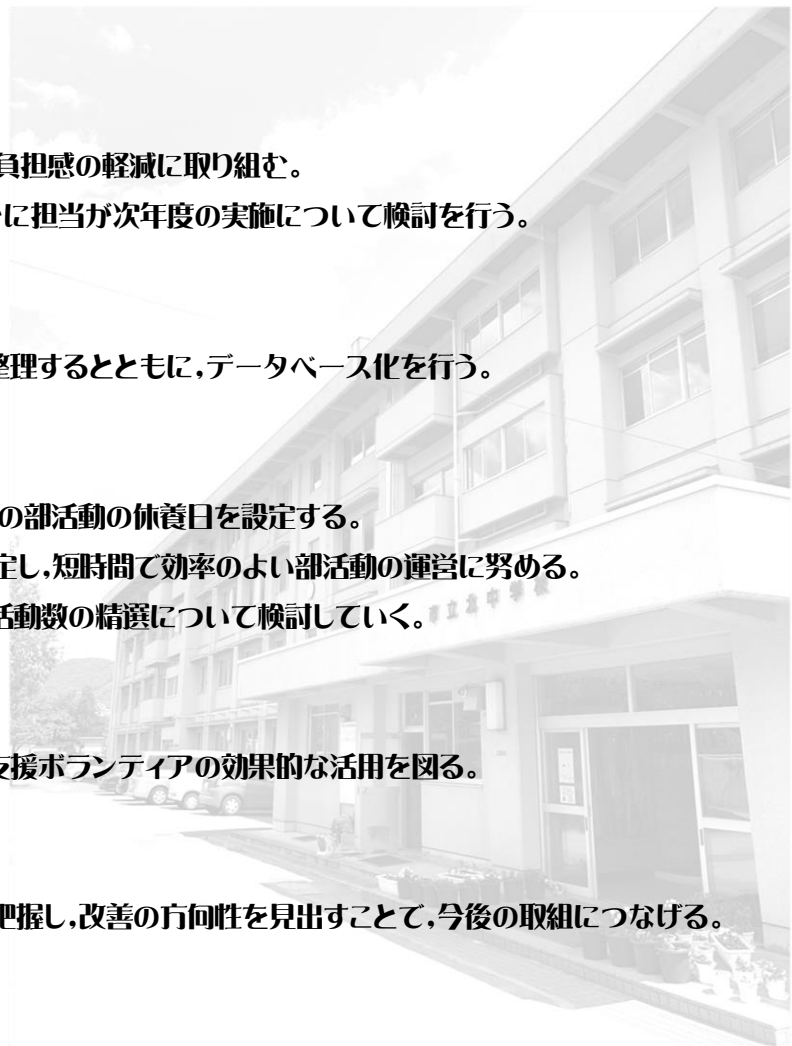 負担感の軽減に取り組む。
に担当が次年度の実施について検討を行う。
整理するとともに,データベース化を行う。
の部活動の休養日を設定する。
定し,短時間で効率のよい部活動の運営に努める。
活動数の精選について検討していく。
市立北中学校
支援ボランティアの効果的な活用を図る。
把握し,改善の方向性を見出すことで,今後の取組につなげる。